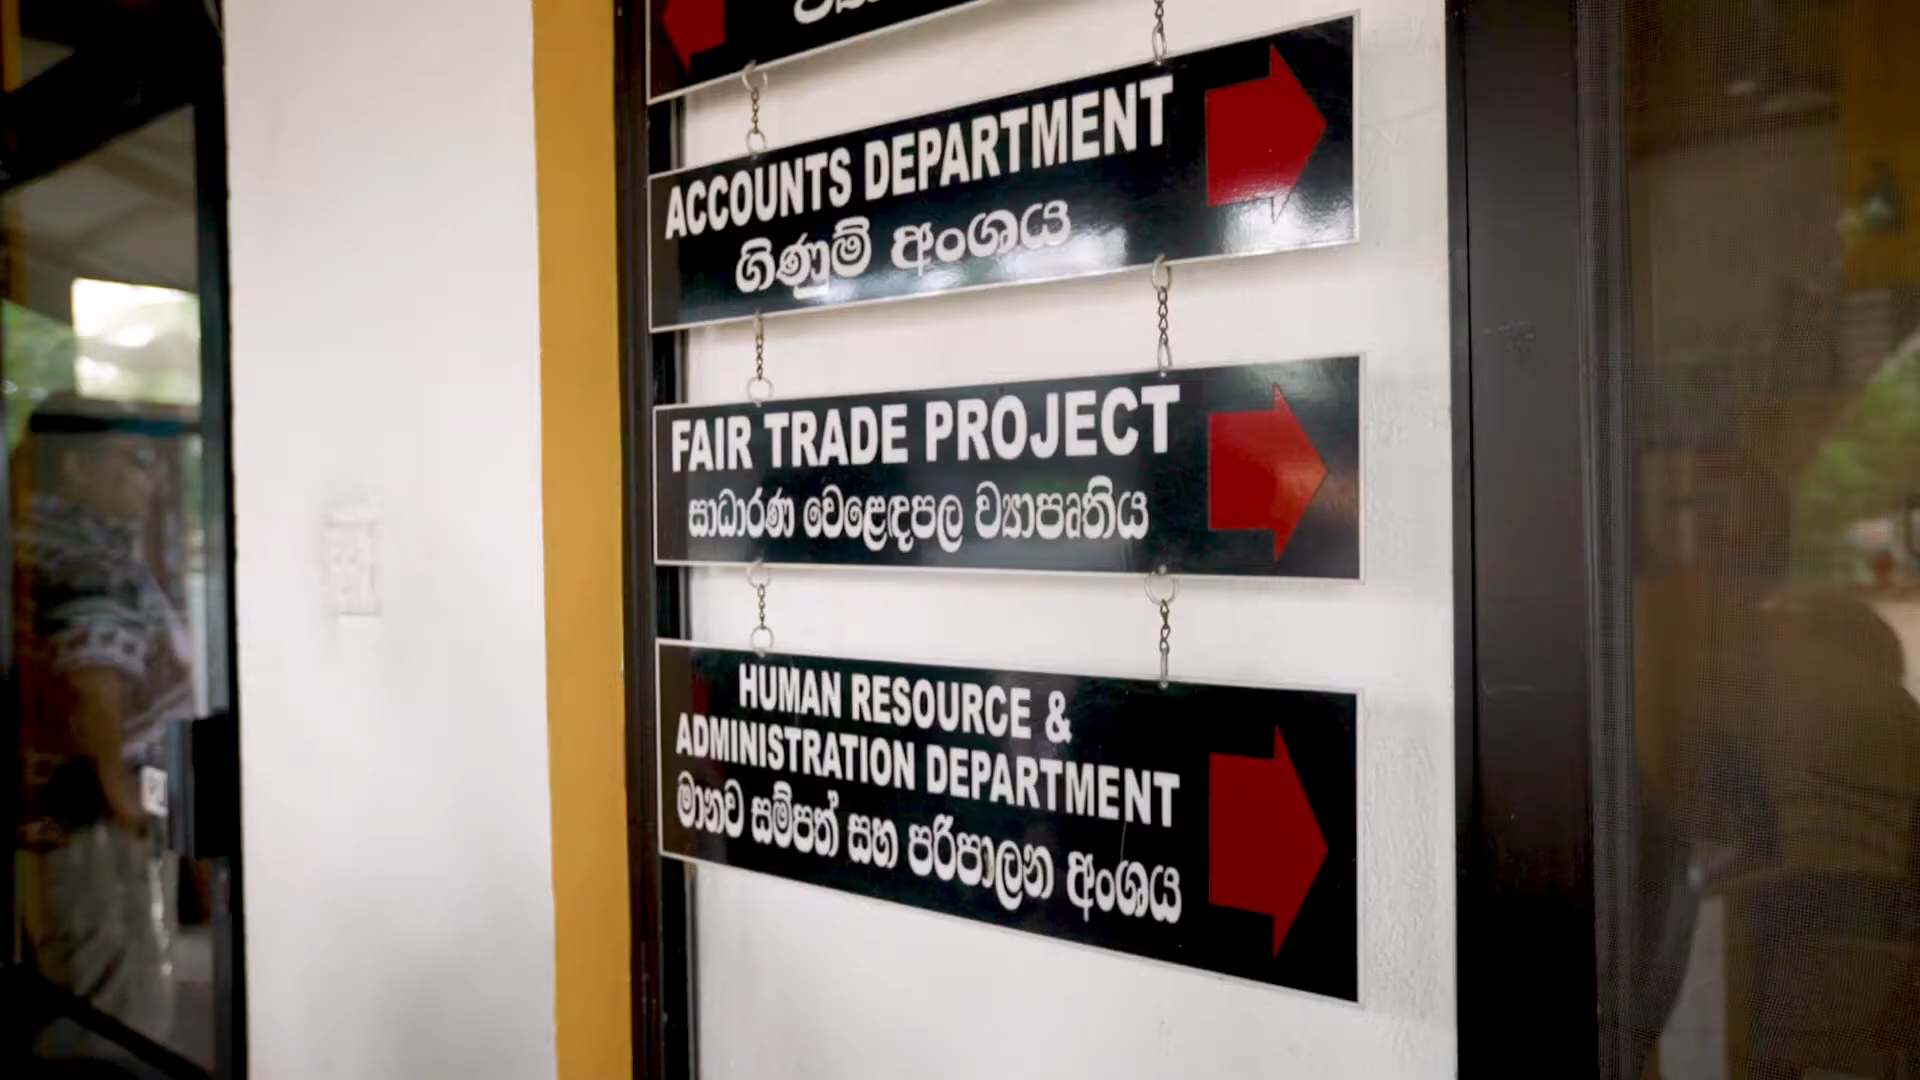 ACCOUNTS DEPARTMENT
ගිණුම් අංශය
FAIR TRADE PROJECT
සාධාරණ වෙළෙඳපල ව්‍යාපෘතිය
HUMAN RESOURCE &
ADMINISTRATION DEPARTMENT
මානව සම්පත් සහ පරිපාලන අංශය